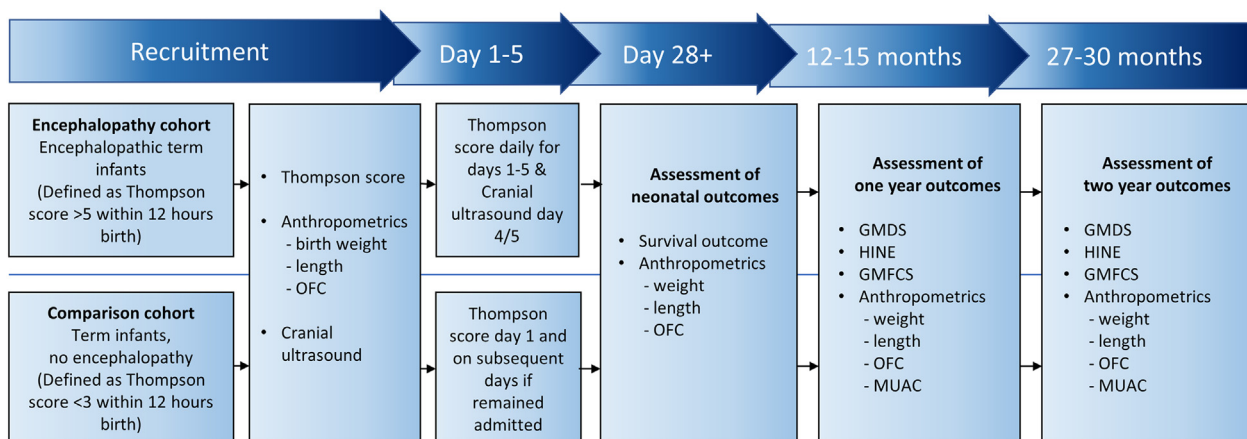 Recruitment
Day 1-5
Day 28+
12-15 months
27-30 months
Encephalopathy cohort
Encephalopathic term
infants
(Defined as Thompson
score >5 within 12 hours
birth)
Comparison cohort
Term infants,
no encephalopathy
(Defined as Thompson
score <3 within 12 hours
birth)
• Thompson score
• Anthropometrics
- birth weight
- length
- OFC
• Cranial
ultrasound
Thompson
score daily for
days 1-5 &
Cranial
ultrasound day
4/5
Thompson
score day 1 and
on subsequent
days if
remained
admitted
Assessment of
neonatal outcomes
• Survival outcome
• Anthropometrics
- weight
- length
- OFC
Assessment of
one year outcomes
• GMDS
• HINE
• GMFCS
• Anthropometrics
- weight
- length
- OFC
- MUAC
Assessment of
two year outcomes
• GMDS
• HINE
• GMFCS
• Anthropometrics
- weight
- length
- OFC
- MUAC